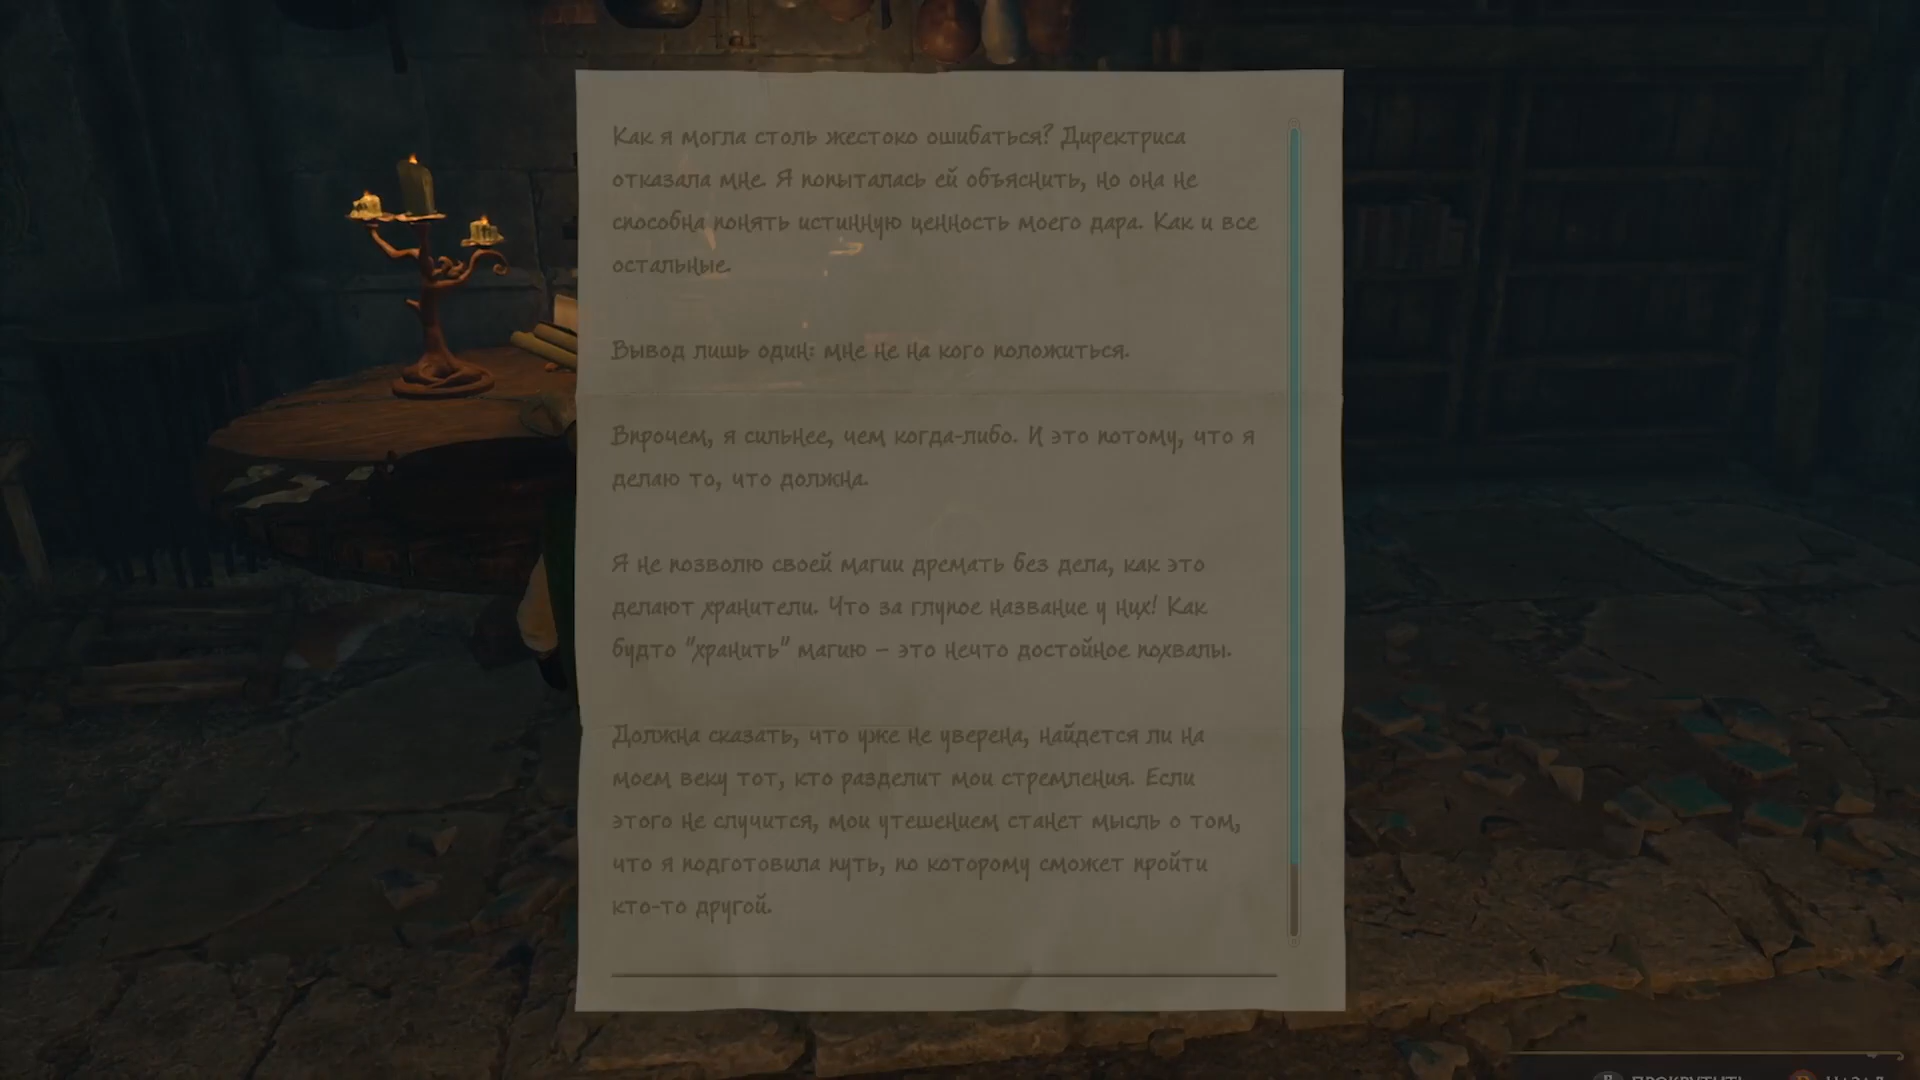 Как я могла столь жестоко ошибаться? Директриса
отказала мне. Я попыталась ей объяснить, но она не
способна понять истинную ценность моего дара. Как и все
остальные.
Вывод лишь один: мне не на кого положиться.
Впрочем, я сильнее, чем когда-либо. И это потому, что я
делаю то, что должна.
Я не позволю своей магии дремать без дела, как это
делают хранители. Что за глупое название у них! Как
будто "хранить" магию – это нечто достойное похвалы.
Должна сказать, что уже не уверена, найдется ли на
моем веку тот, кто разделит мои стремления. Если
этого не случится, мои утешением станет мысль о том,
что я подготовила путь, по которому сможет пройти
кто-то другой.
ПРОКРУТИТЬ НАЗАД